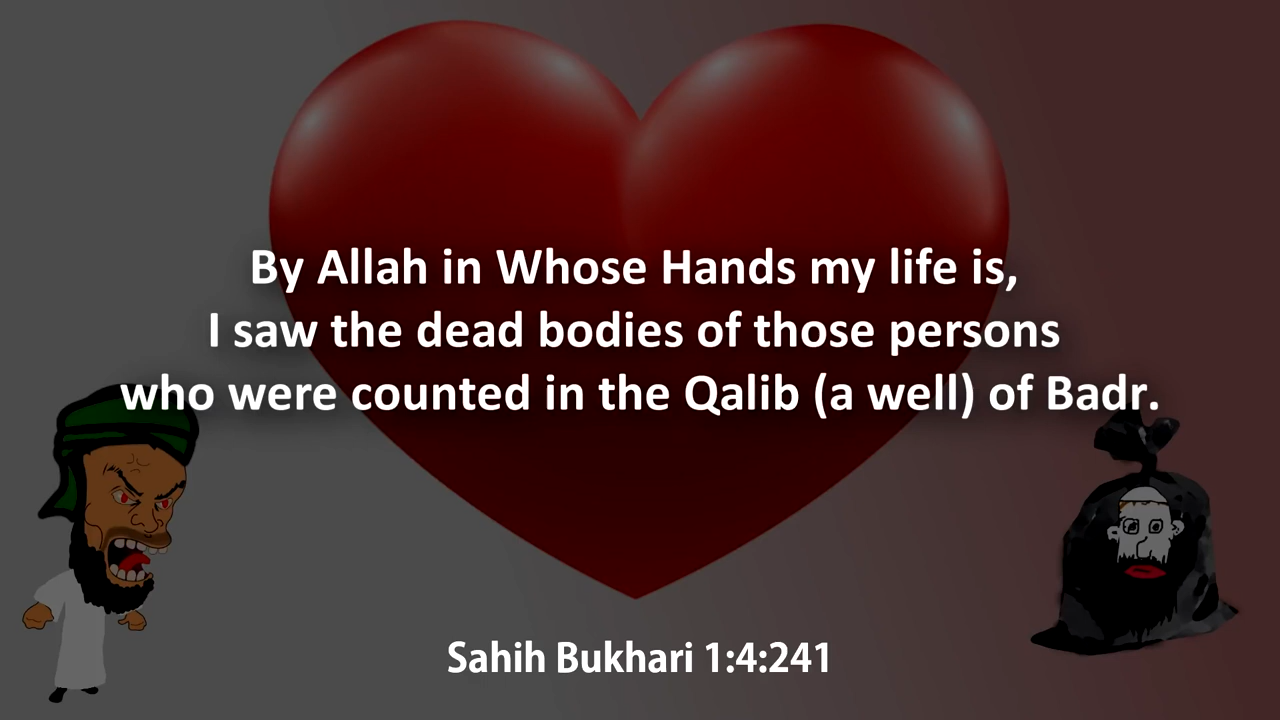 By Allah in Whose Hands my life is,
I saw the dead bodies of those persons
who were counted in the Qalib (a well) of Badr.
Sahih Bukhari 1:4:241